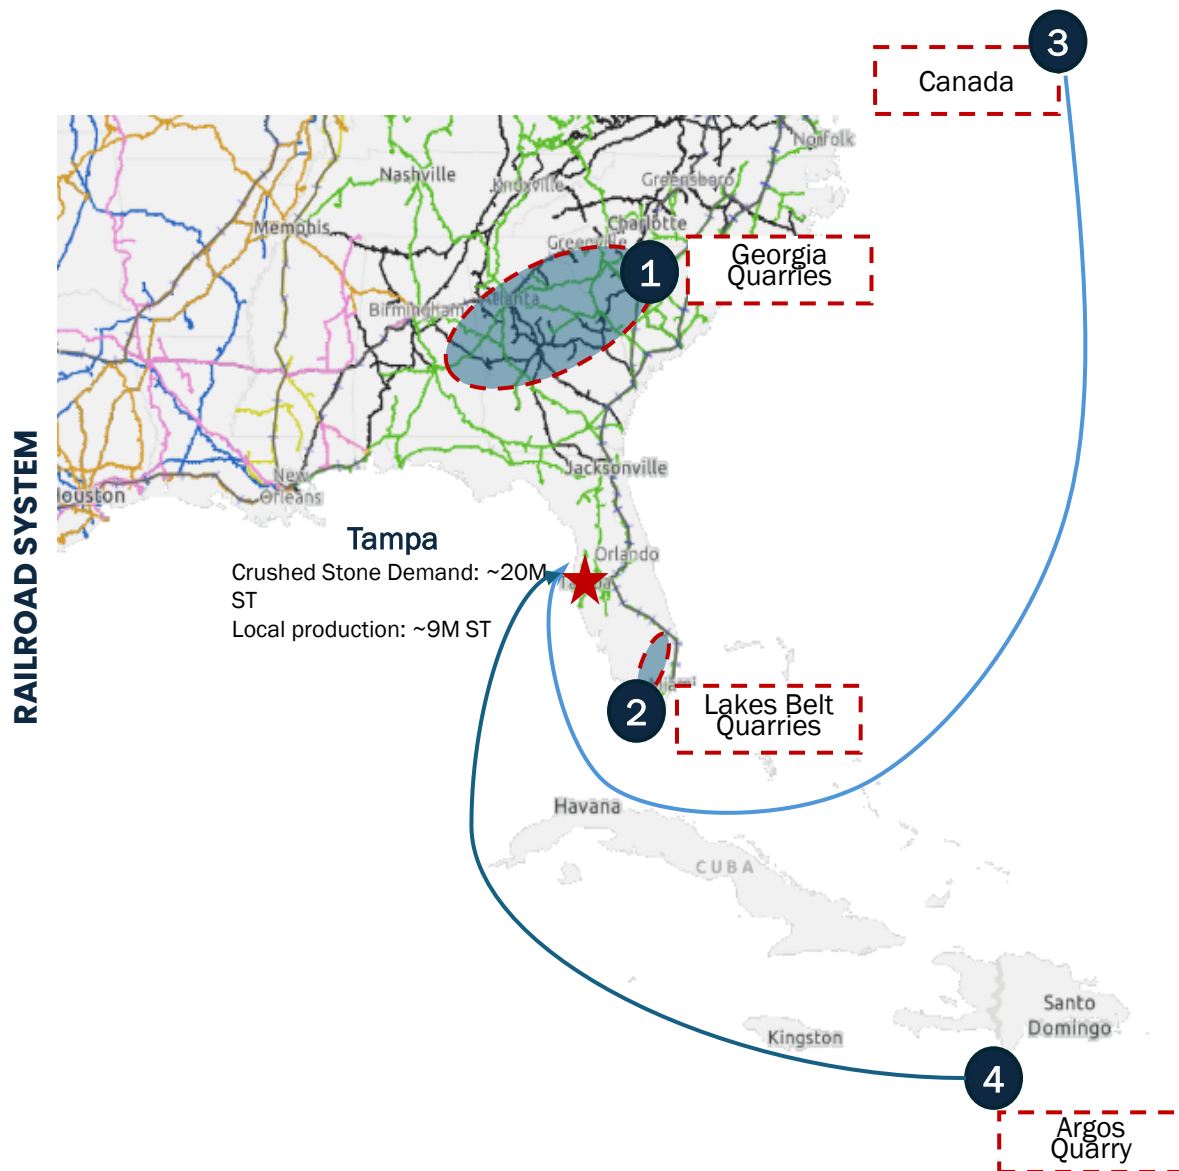 3
Canada
Norfolk
Nashville
Knoxville
Greensboro
Memphis
Charlotte
Greenville
1
Georgia
Quarries
Atlanta
Birmingham
RAILROAD SYSTEM
Jacksonville
New
Orleans
Houston
Tampa
Orlando
Crushed Stone Demand: ~20M
ST
Tampa
Local production: ~9M ST
Miami
2
Lakes Belt
Quarries
Havana
CUBA
Santo
Domingo
Kingston
4
Argos
Quarry